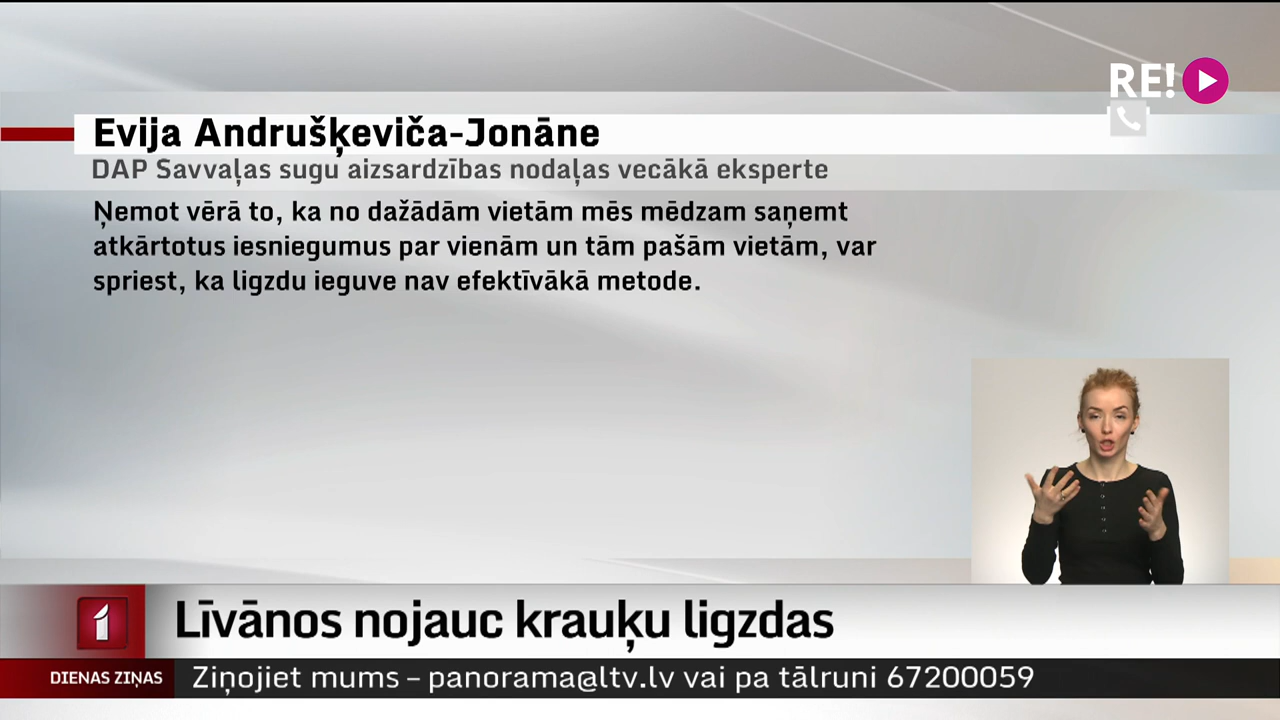 RE!
Evija Andrušķeviča-Jonāne
DAP Savvaļas sugu aizsardzības nodaļas vecākā eksperte
Ņemot vērā to, ka no dažādām vietām mēs mēdzam saņemt
atkārtotus iesniegumus par vienām un tām pašām vietām, var
spriest, ka ligzdu ieguve nav efektīvākā metode.
1
Līvānos nojauc krauķu ligzdas
DIENAS ZIŅAS
Ziņojiet mums – panorama@ltv.lv vai pa tālruni 67200059